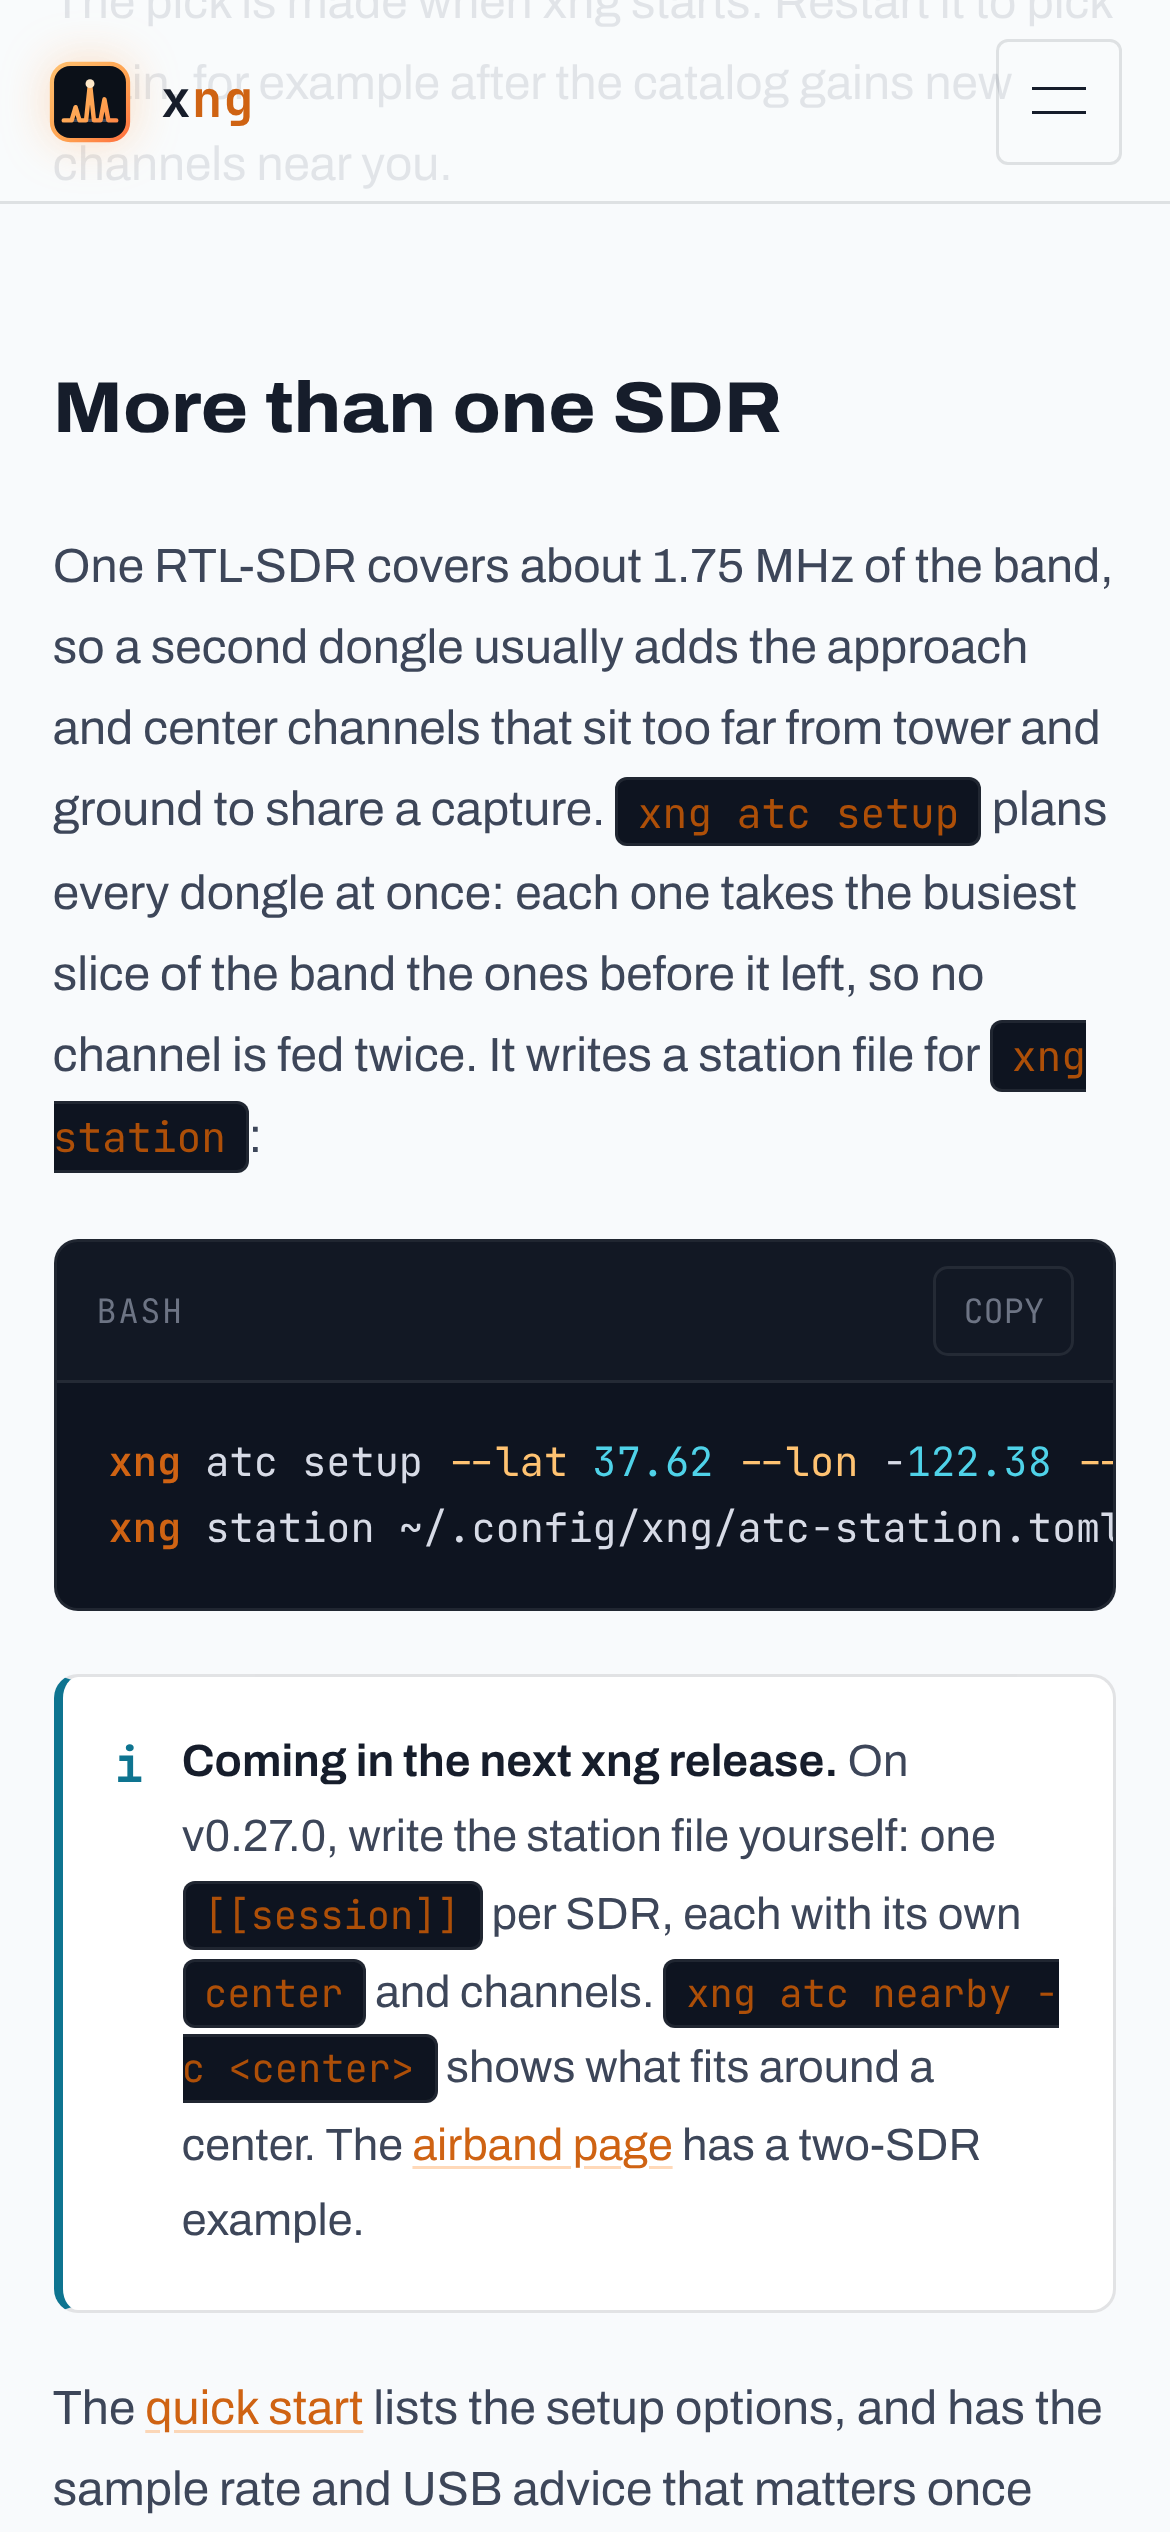 The pick is made when xng starts. Restart it to pick
in, for example after the catalog gains new
xng
channels near you.
More than one SDR
One RTL-SDR covers about 1.75 MHz of the band,
so a second dongle usually adds the approach
and center channels that sit too far from tower and
ground to share a capture. xng atc setup plans
every dongle at once: each one takes the busiest
slice of the band the ones before it left, so no
channel is fed twice. It writes a station file for xng
station:
BASH
COPY
xng atc setup --lat 37.62 --lon -122.38 --
xng station ~/.config/xng/atc-station.toml
i Coming in the next xng release. On
v0.27.0, write the station file yourself: one
[[session]] per SDR, each with its own
center and channels. xng atc nearby -
c <center> shows what fits around a
center. The airband page has a two-SDR
example.
The quick start lists the setup options, and has the
sample rate and USB advice that matters once